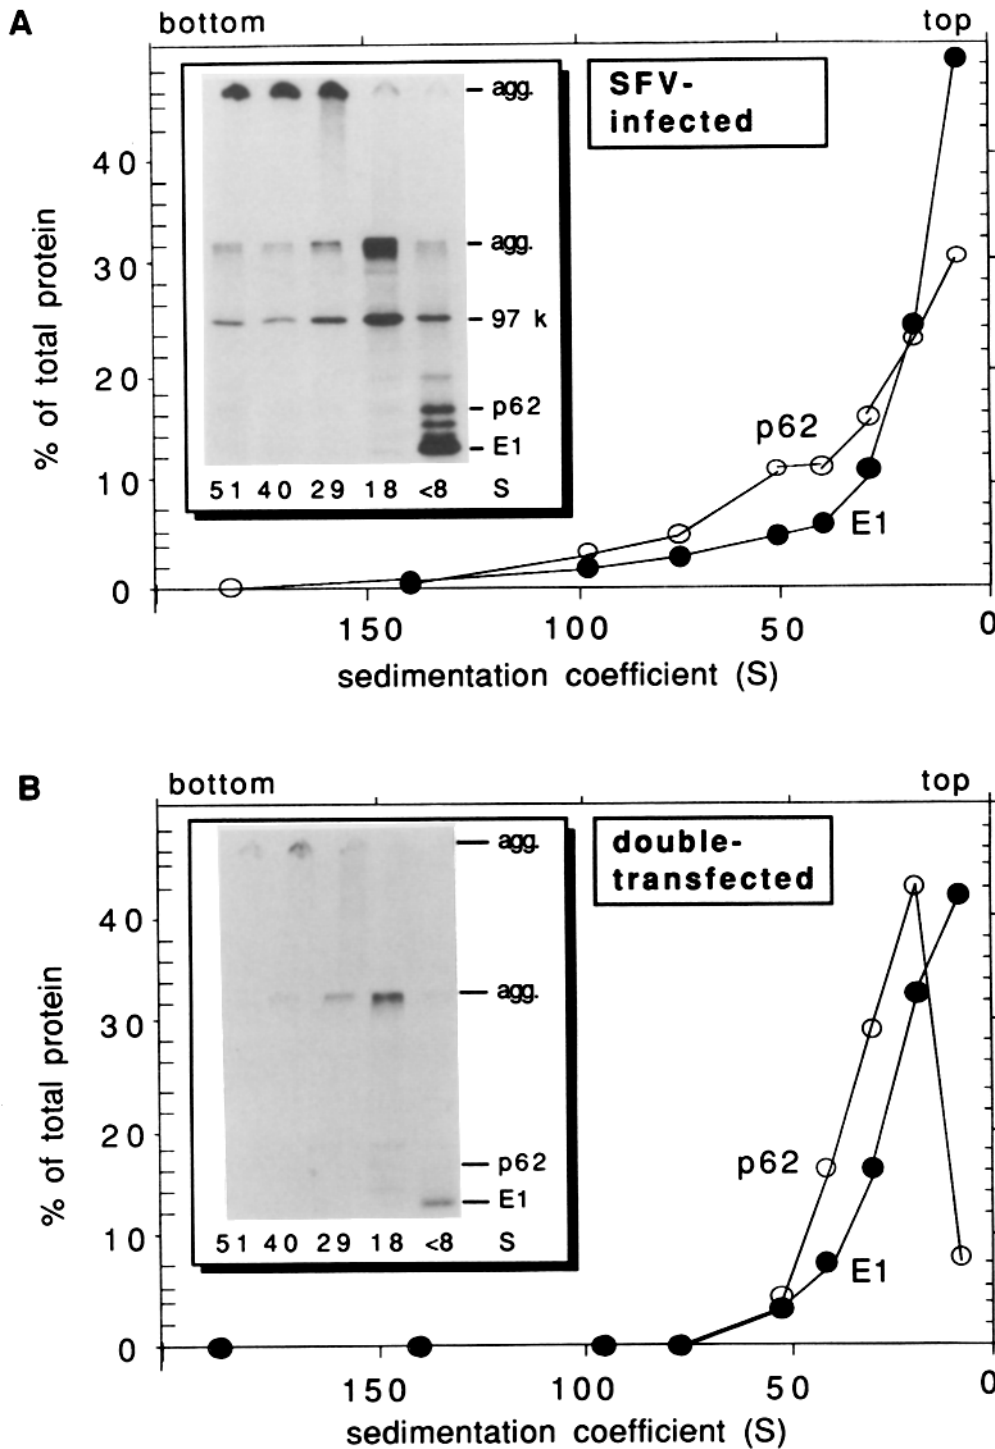 A
bottom
top
SFV-
infected
agg.
agg.
97 k
p62
E1
51 40 29 18 <8 S
p62
E1
% of total protein
40
30
20
10
0
150 100 50 0
sedimentation coefficient (S)
B
bottom
top
double-
transfected
agg.
agg.
p62
E1
51 40 29 18 <8 S
p62
E1
% of total protein
40
30
20
10
0
150 100 50 0
sedimentation coefficient (S)